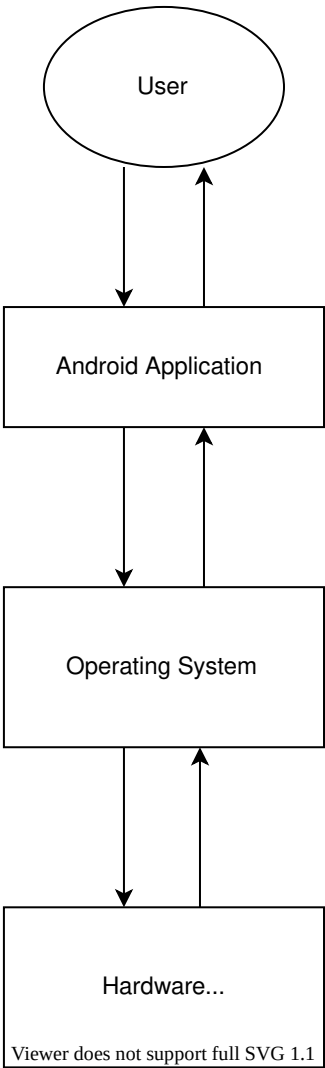 User
Android Application
Operating System
Hardware...
Viewer does not support full SVG 1.1